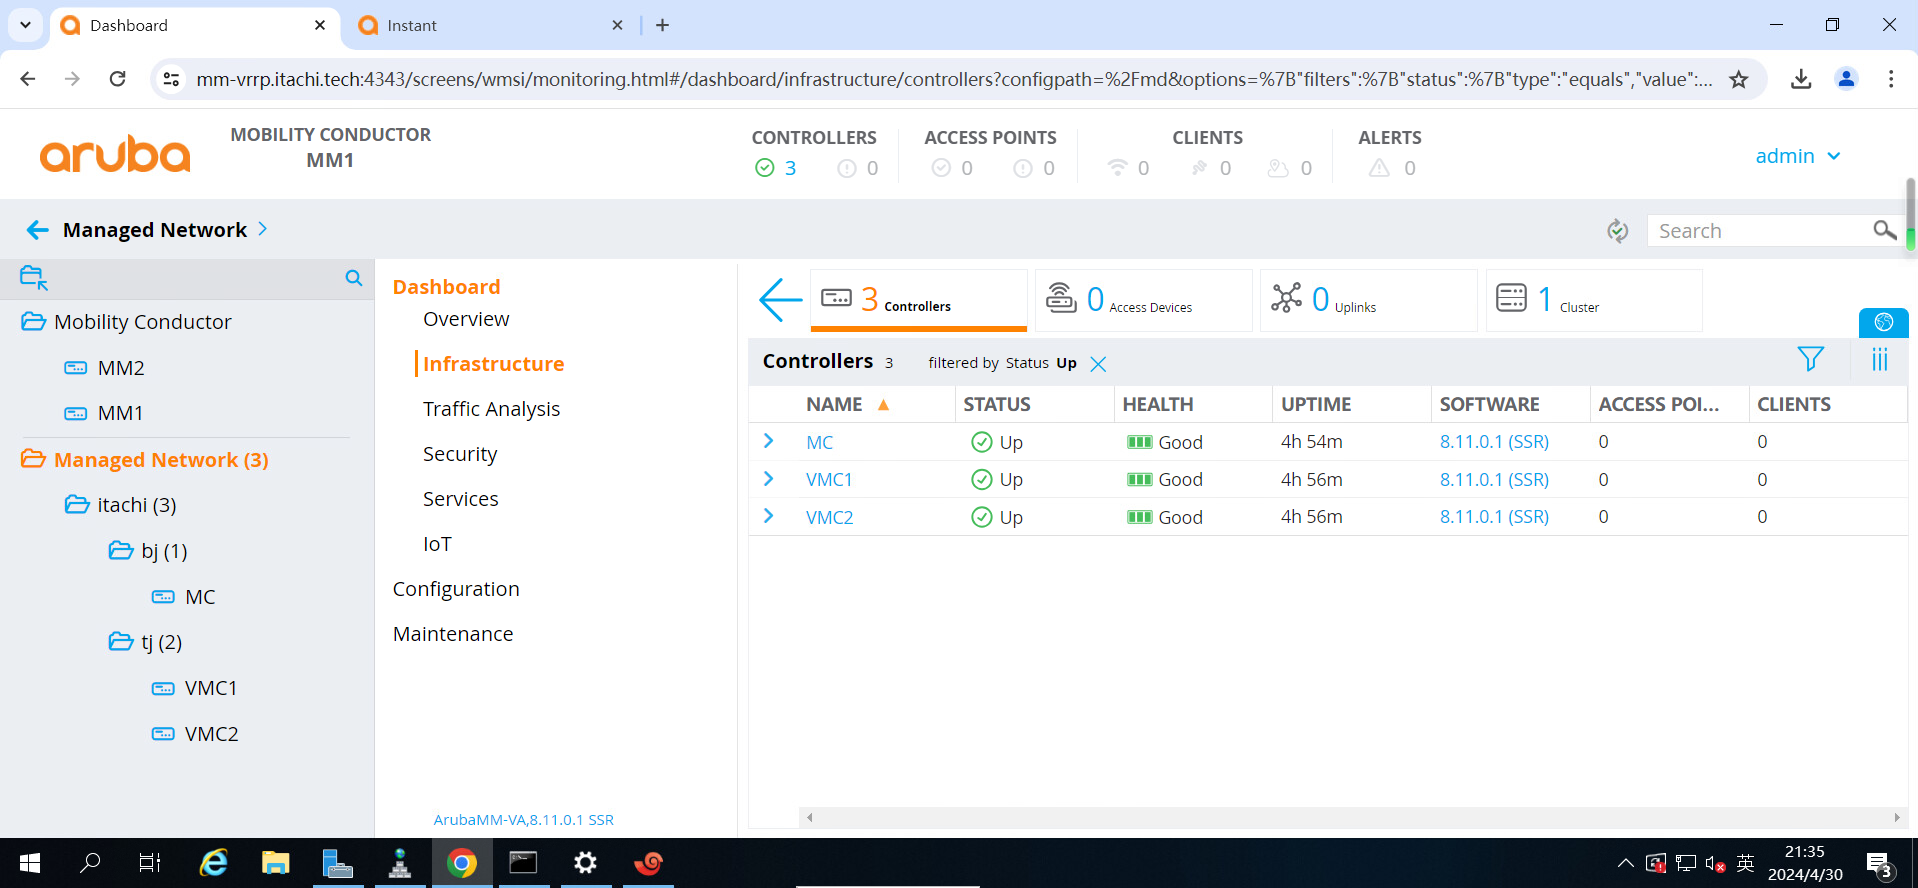 Dashboard
Instant
mm-vrrp.itachi.tech:4343/screens/wmsi/monitoring.html#/dashboard/infrastructure/controllers?configpath=%2Fmd&options=%7B"filters":%7B"status":%7B"type":"equals","value":...
aruba
MOBILITY CONDUCTOR
MM1
CONTROLLERS
3 0
ACCESS POINTS
0 0
CLIENTS
0 0 0
ALERTS
0
admin
Managed Network
Search
Mobility Conductor
MM2
MM1
Managed Network (3)
itachi (3)
bj (1)
MC
tj (2)
VMC1
VMC2
Dashboard
Overview
Infrastructure
Traffic Analysis
Security
Services
IoT
Configuration
Maintenance
ArubaMM-VA,8.11.0.1 SSR
3 Controllers
0 Access Devices
0 Uplinks
1 Cluster
Controllers 3 filtered by Status Up
NAME STATUS HEALTH UPTIME SOFTWARE ACCESS POI... CLIENTS
MC Up Good 4h 54m 8.11.0.1 (SSR) 0 0
VMC1 Up Good 4h 56m 8.11.0.1 (SSR) 0 0
VMC2 Up Good 4h 56m 8.11.0.1 (SSR) 0 0
英
21:35
2024/4/30
3